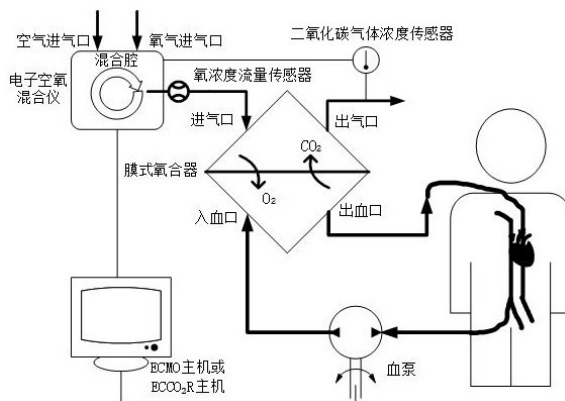 空气进气口
氧气进气口
二氧化碳气体浓度传感器
混合腔
电子空氧
混合仪
氧浓度流量传感器
进气口
出气口
CO₂
膜式氧合器
O₂
入血口
出血口
血泵
ECMO主机或
ECCO₂R主机